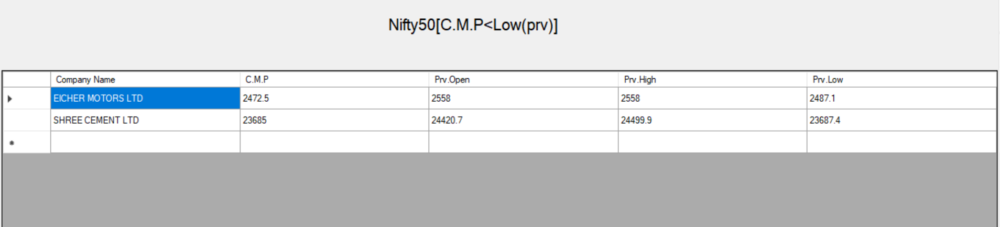 Nifty50[C.M.P<Low(prv)]
Company Name C.M.P Prv.Open Prv.High Prv.Low
EICHER MOTORS LTD 2472.5 2558 2558 2487.1
SHREE CEMENT LTD 23685 24420.7 24499.9 23687.4